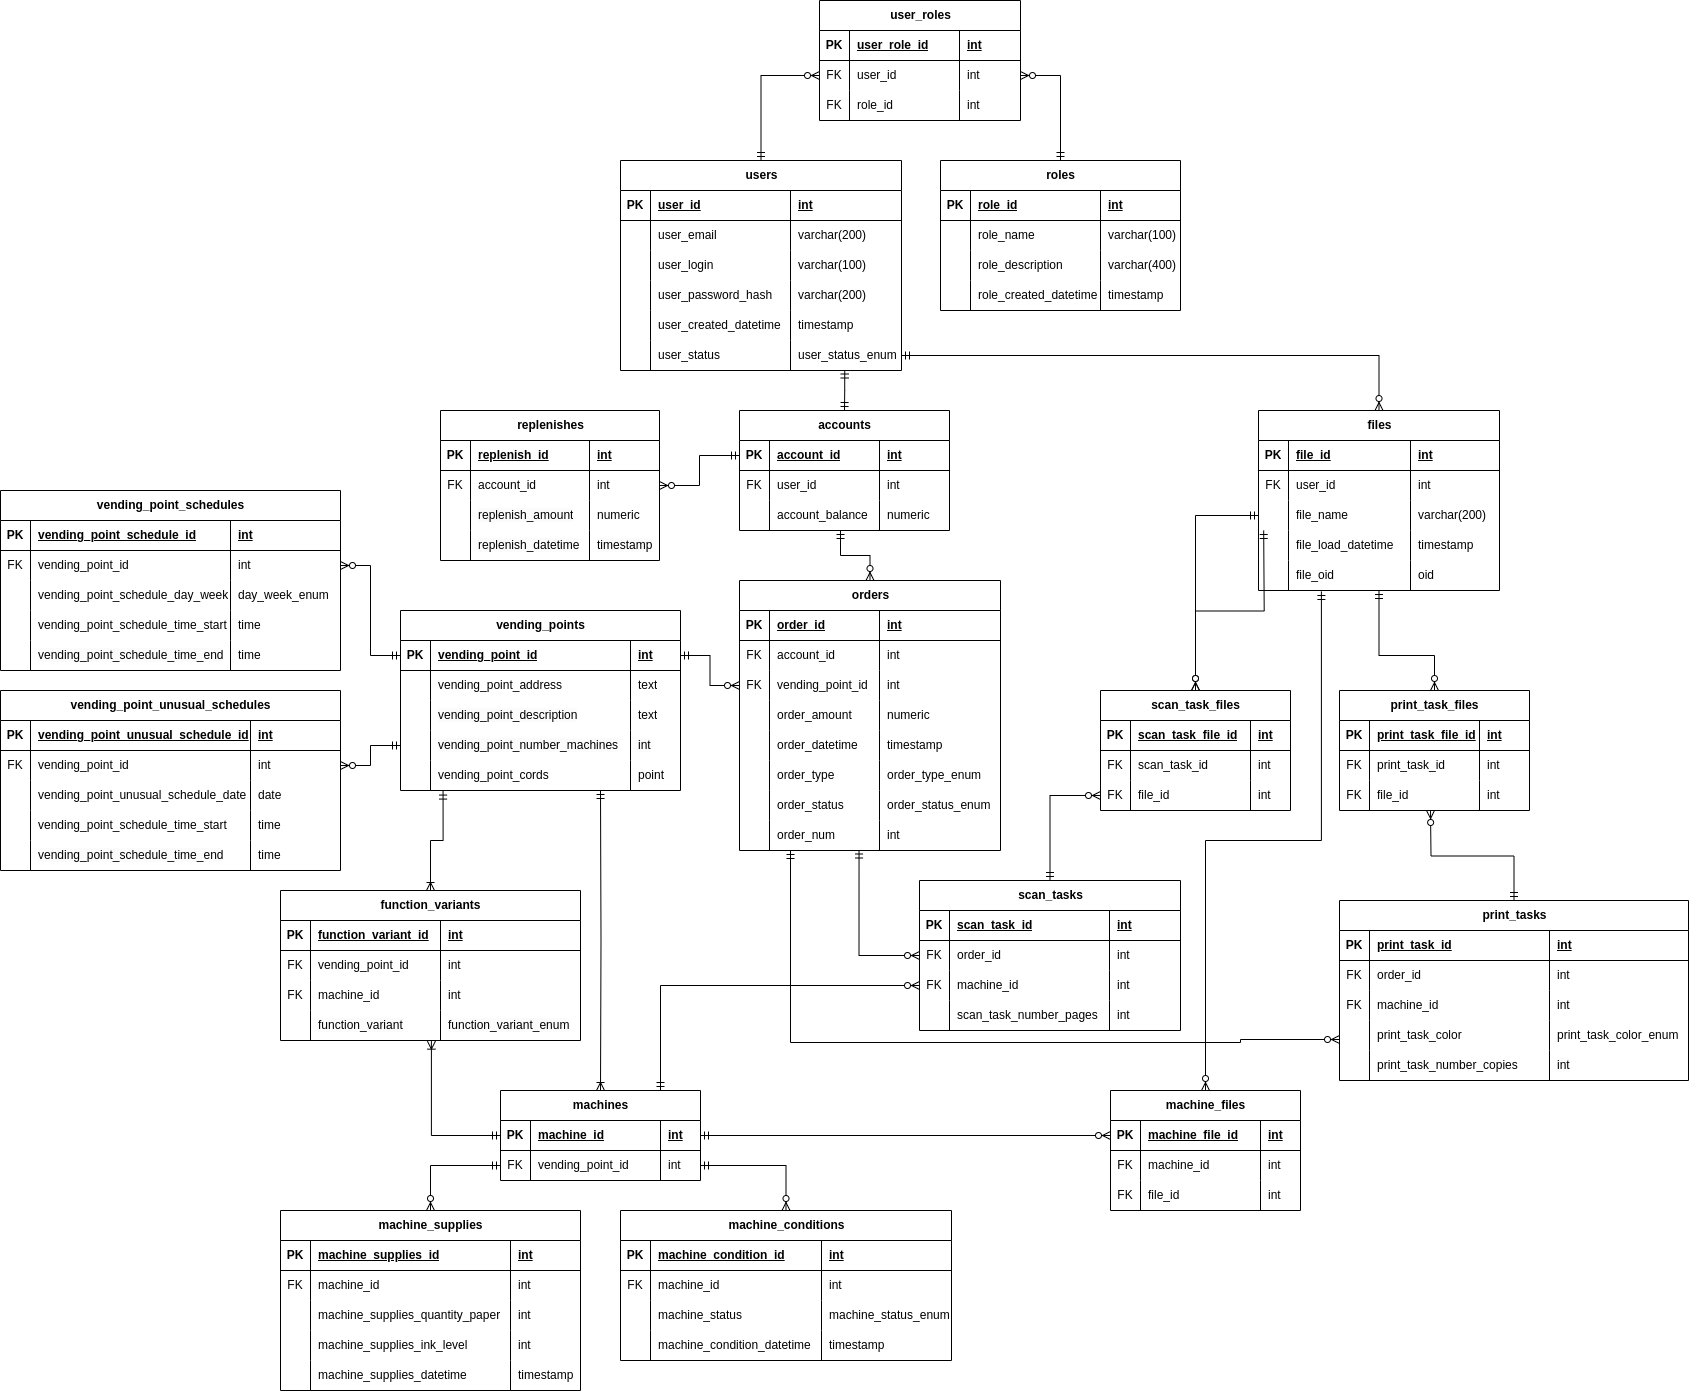 user_roles
PK user_role_id int
FK user_id int
FK role_id int
users
PK user_id int
user_email varchar(200)
user_login varchar(100)
user_password_hash varchar(200)
user_created_datetime timestamp
user_status user_status_enum
roles
PK role_id int
role_name varchar(100)
role_description varchar(400)
role_created_datetime timestamp
replenishes
PK replenish_id int
FK account_id int
replenish_amount numeric
replenish_datetime timestamp
accounts
PK account_id int
FK user_id int
account_balance numeric
files
PK file_id int
FK user_id int
file_name varchar(200)
file_load_datetime timestamp
file_oid oid
vending_point_schedules
PK vending_point_schedule_id int
FK vending_point_id int
vending_point_schedule_day_week day_week_enum
vending_point_schedule_time_start time
vending_point_schedule_time_end time
vending_points
PK vending_point_id int
vending_point_address text
vending_point_description text
vending_point_number_machines int
vending_point_cords point
orders
PK order_id int
FK account_id int
FK vending_point_id int
order_amount numeric
order_datetime timestamp
order_type order_type_enum
order_status order_status_enum
order_num int
vending_point_unusual_schedules
PK vending_point_unusual_schedule_id int
FK vending_point_id int
vending_point_unusual_schedule_date date
vending_point_schedule_time_start time
vending_point_schedule_time_end time
scan_task_files
PK scan_task_file_id int
FK scan_task_id int
FK file_id int
print_task_files
PK print_task_file_id int
FK print_task_id int
FK file_id int
function_variants
PK function_variant_id int
FK vending_point_id int
FK machine_id int
function_variant function_variant_enum
scan_tasks
PK scan_task_id int
FK order_id int
FK machine_id int
scan_task_number_pages int
print_tasks
PK print_task_id int
FK order_id int
FK machine_id int
print_task_color print_task_color_enum
print_task_number_copies int
machines
PK machine_id int
FK vending_point_id int
machine_files
PK machine_file_id int
FK machine_id int
FK file_id int
machine_supplies
PK machine_supplies_id int
FK machine_id int
machine_supplies_quantity_paper int
machine_supplies_ink_level int
machine_supplies_datetime timestamp
machine_conditions
PK machine_condition_id int
FK machine_id int
machine_status machine_status_enum
machine_condition_datetime timestamp